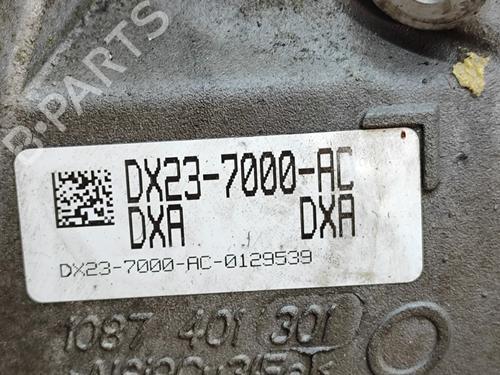 B-PARTS
DX23-7000-AC
DXA DXA
DX23-7000-AC-0129539
1087 401 301